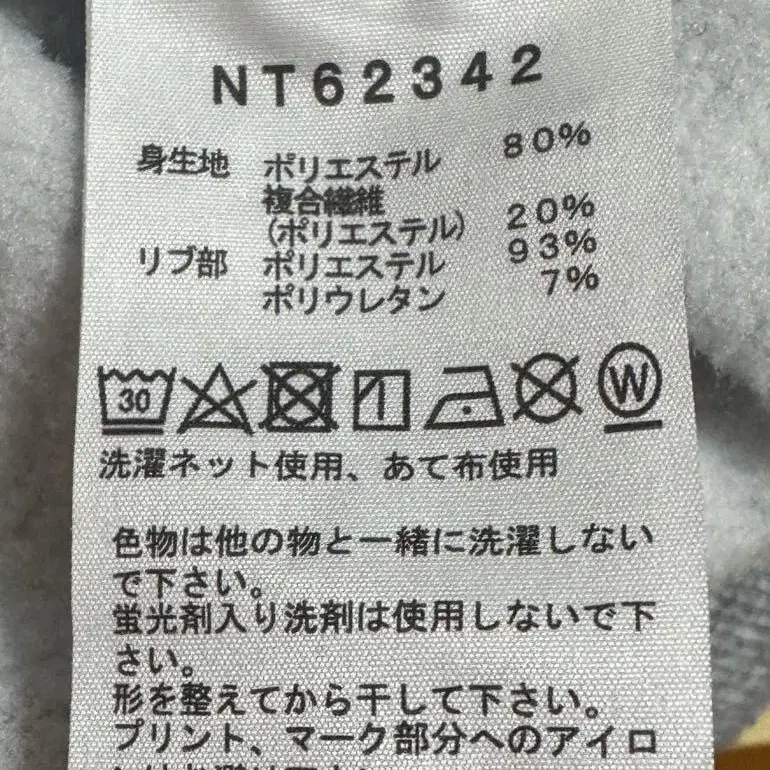 NT62342
身生地 ポリエステル 80%
複合繊維
(ポリエステル) 20%
リブ部 ポリエステル 93%
ポリウレタン 7%
30 W
洗濯ネット使用、あて布使用
色物は他の物と一緒に洗濯しない
で下さい。
蛍光剤入り洗剤は使用しないで下
さい。
形を整えてから干して下さい。
プリント、マーク部分へのアイロ